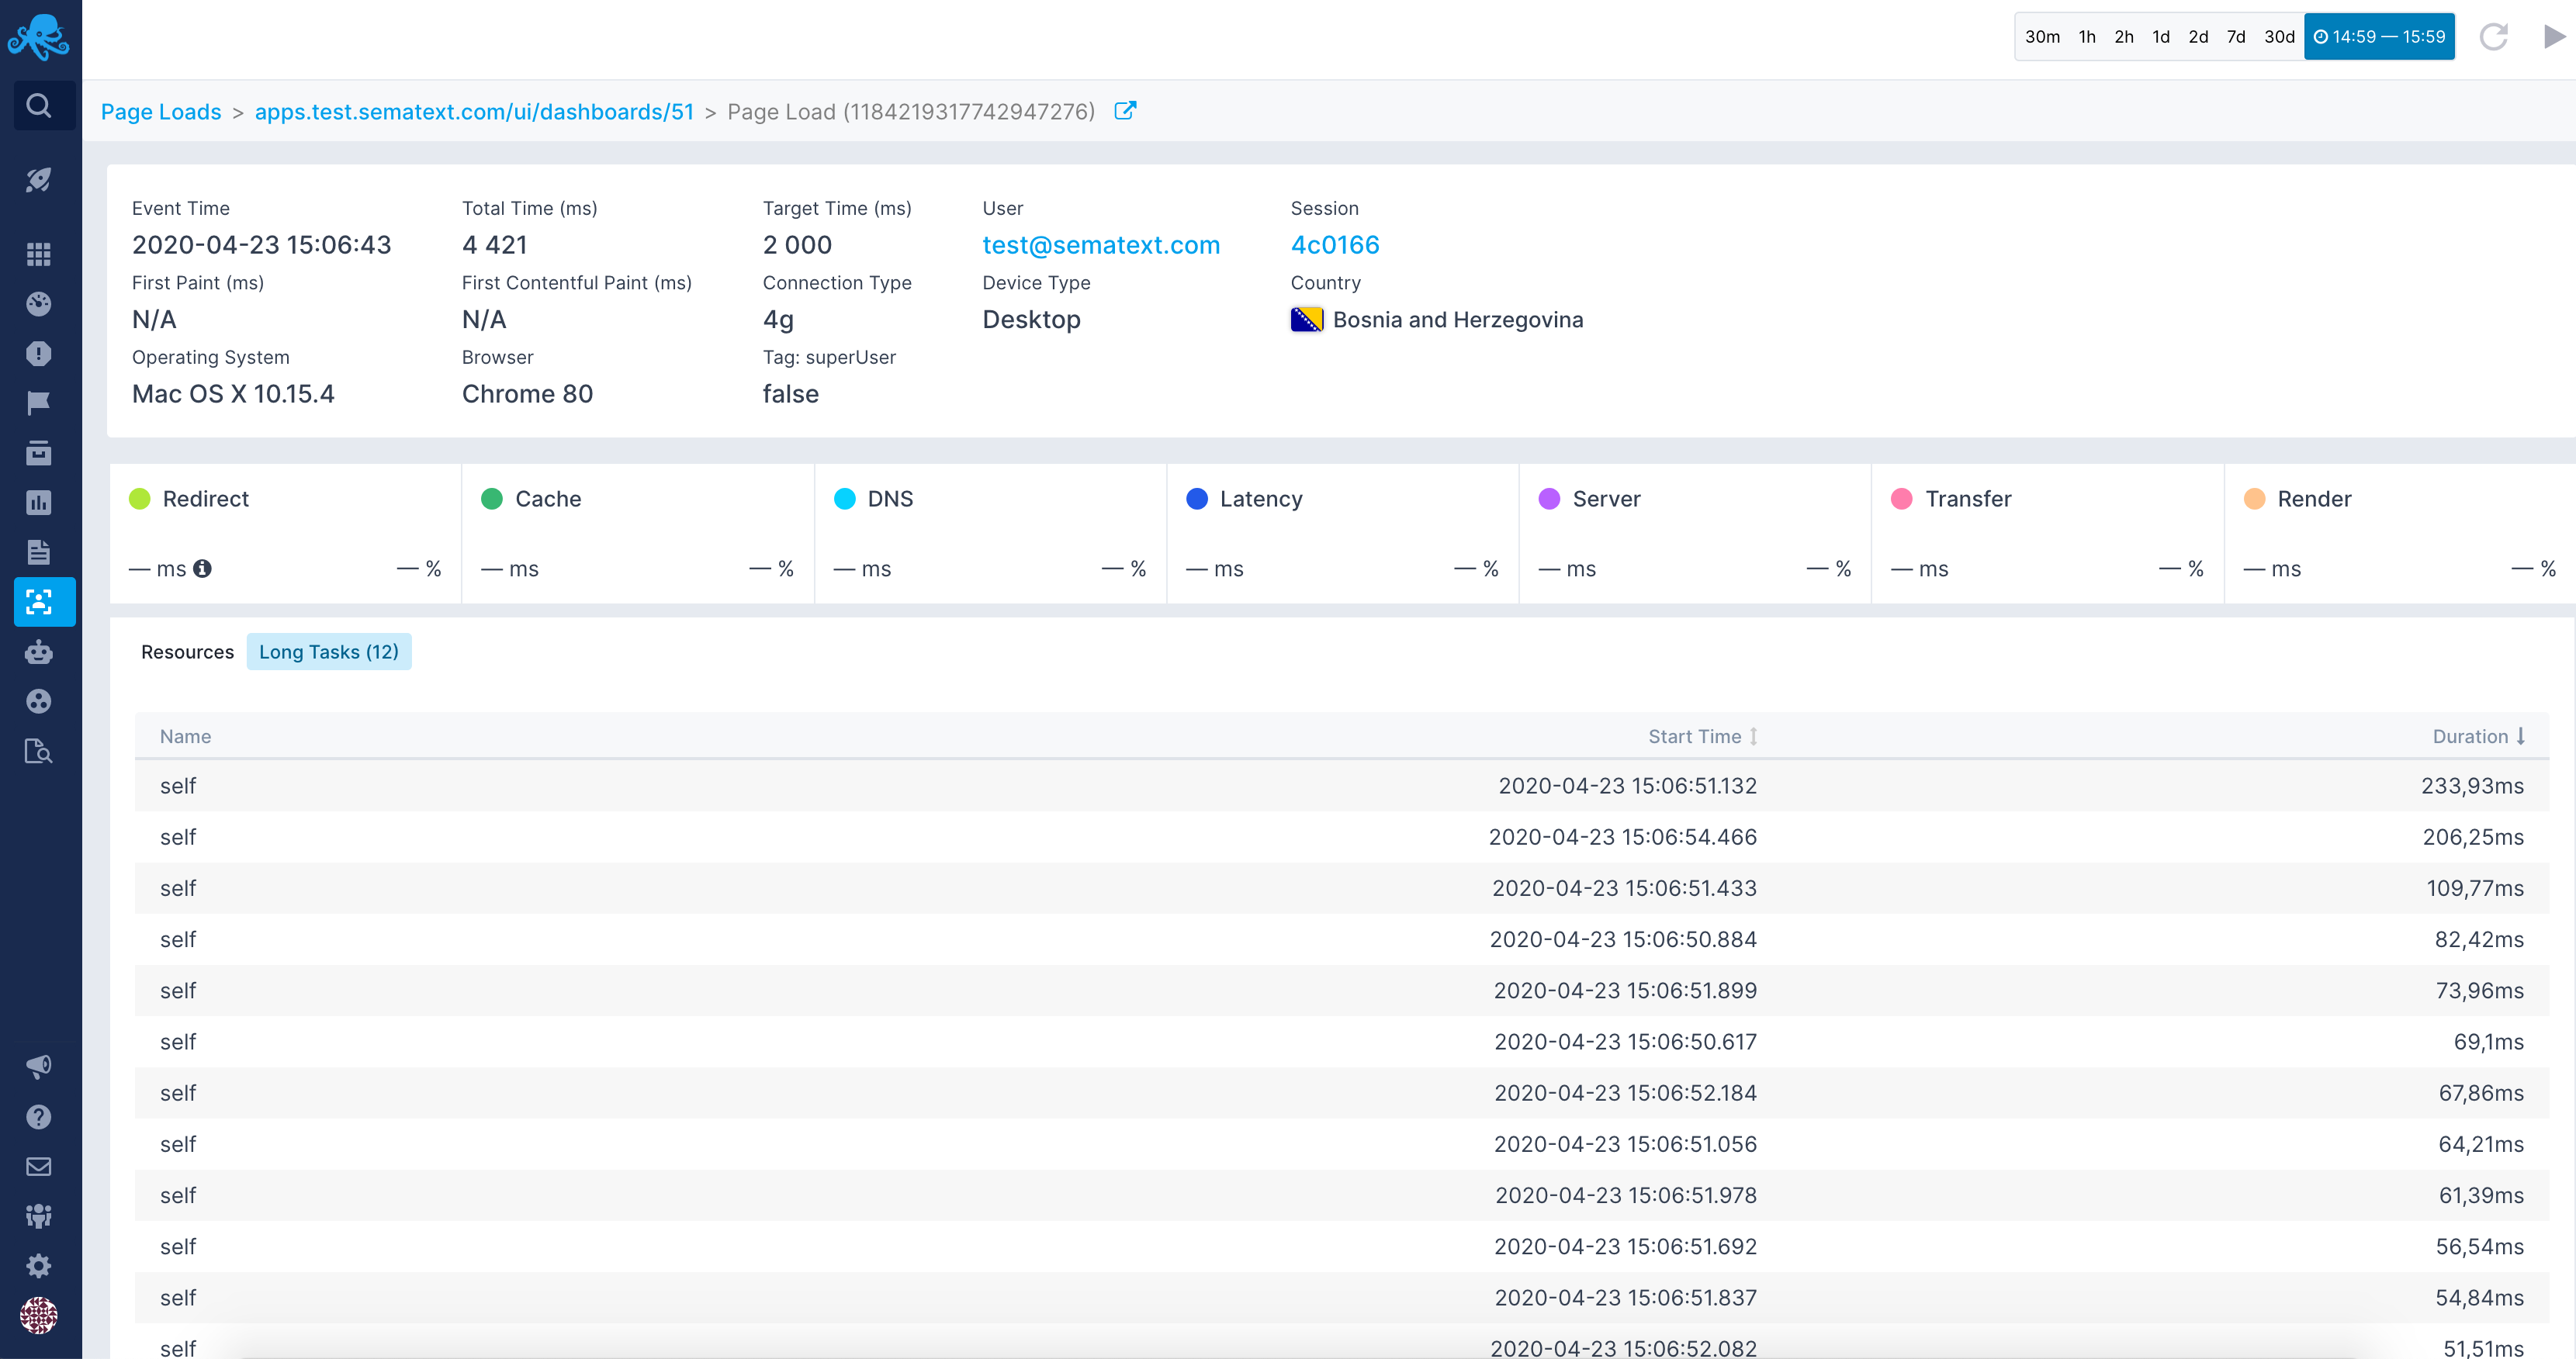 30m 1h 2h 1d 2d 7d 30d 14:59 — 15:59
Page Loads > apps.test.sematext.com/ui/dashboards/51 > Page Load (1184219317742947276)
Event Time Total Time (ms) Target Time (ms) User Session
2020-04-23 15:06:43 4 421 2 000 test@sematext.com 4c0166
First Paint (ms) First Contentful Paint (ms) Connection Type Device Type Country
N/A N/A 4g Desktop Bosnia and Herzegovina
Operating System Browser Tag: superUser
Mac OS X 10.15.4 Chrome 80 false
Redirect Cache DNS Latency Server Transfer Render
— ms — % — ms — % — ms — % — ms — % — ms — % — ms — % — ms — %
Resources Long Tasks (12)
Name Start Time Duration
self 2020-04-23 15:06:51.132 233,93ms
self 2020-04-23 15:06:54.466 206,25ms
self 2020-04-23 15:06:51.433 109,77ms
self 2020-04-23 15:06:50.884 82,42ms
self 2020-04-23 15:06:51.899 73,96ms
self 2020-04-23 15:06:50.617 69,1ms
self 2020-04-23 15:06:52.184 67,86ms
self 2020-04-23 15:06:51.056 64,21ms
self 2020-04-23 15:06:51.978 61,39ms
self 2020-04-23 15:06:51.692 56,54ms
self 2020-04-23 15:06:51.837 54,84ms
self 2020-04-23 15:06:52.082 51,51ms